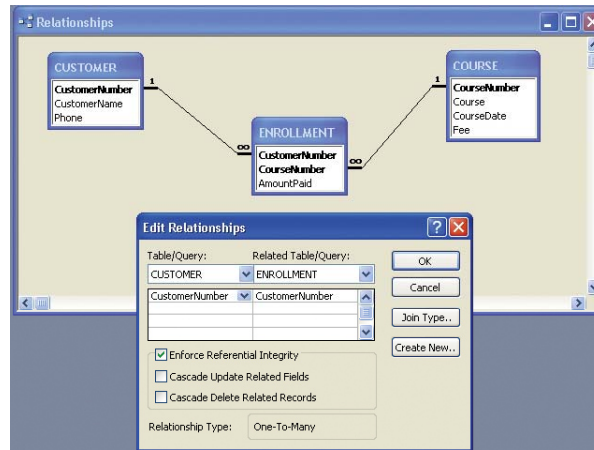 Relationships
CUSTOMER
CustomerNumber
CustomerName
Phone
1
∞
ENROLLMENT
CustomerNumber
CourseNumber
AmountPaid
∞
1
COURSE
CourseNumber
Course
CourseDate
Fee
Edit Relationships
Table/Query: Related Table/Query:
CUSTOMER ENROLLMENT
CustomerNumber CustomerNumber
OK
Cancel
Join Type..
Create New..
Enforce Referential Integrity
Cascade Update Related Fields
Cascade Delete Related Records
Relationship Type: One-To-Many